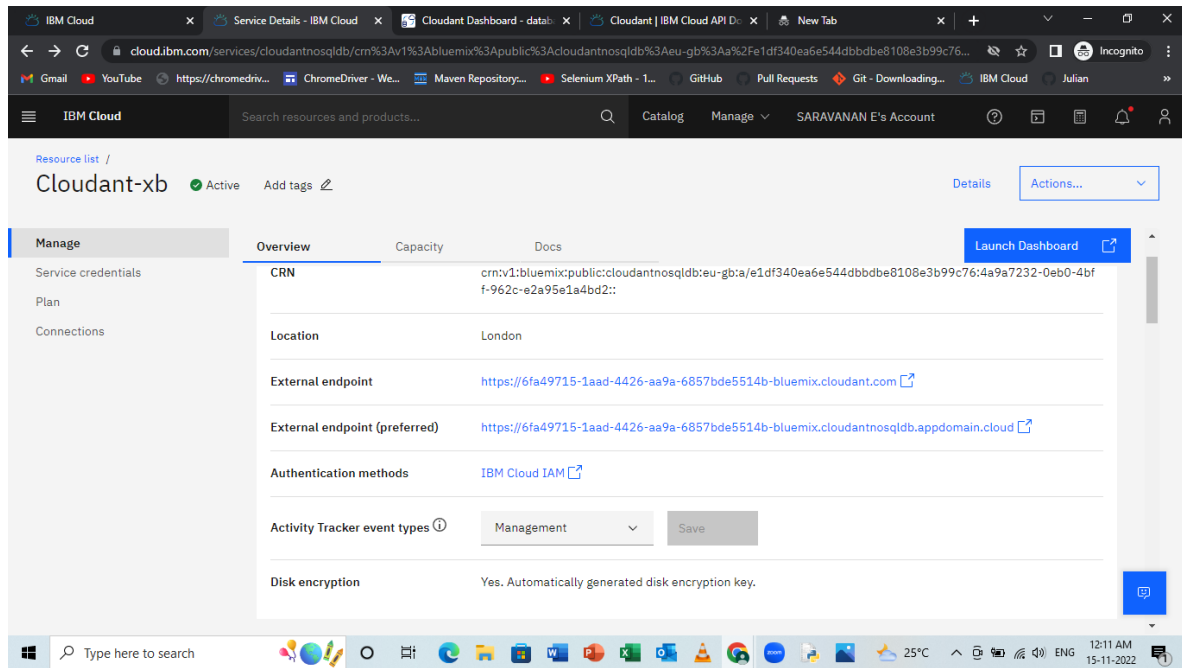 IBM Cloud
Service Details - IBM Cloud
Cloudant Dashboard - datab
Cloudant | IBM Cloud API Do
New Tab
cloud.ibm.com/services/cloudantnosqldb/crn%3Av1%3Abluemix%3Apublic%3Acloudantnosqldb%3Aeu-gb%3Aa%2Fe1df340ea6e544dbbdbe8108e3b99c76...
Incognito
Gmail
YouTube
https://chromedriv...
ChromeDriver - We...
Maven Repository:...
Selenium XPath - 1...
GitHub
Pull Requests
Git - Downloading...
IBM Cloud
Julian
»
IBM Cloud
Search resources and products...
Catalog
Manage
SARAVANAN E's Account
Resource list /
Cloudant-xb
Active
Add tags
Details
Actions...
Manage
Service credentials
Plan
Connections
Overview
Capacity
Docs
Launch Dashboard
CRN
crn:v1:bluemix:public:cloudantnosqldb:eu-gb:a/e1df340ea6e544dbbdbe8108e3b99c76:4a9a7232-0eb0-4bf
f-962c-e2a95e1a4bd2::
Location
London
External endpoint
https://6fa49715-1aad-4426-aa9a-6857bde5514b-bluemix.cloudant.com
External endpoint (preferred)
https://6fa49715-1aad-4426-aa9a-6857bde5514b-bluemix.cloudantnosqldb.appdomain.cloud
Authentication methods
IBM Cloud IAM
Activity Tracker event types
Management
Save
Disk encryption
Yes. Automatically generated disk encryption key.
Type here to search
25°C
ENG
12:11 AM
15-11-2022
1